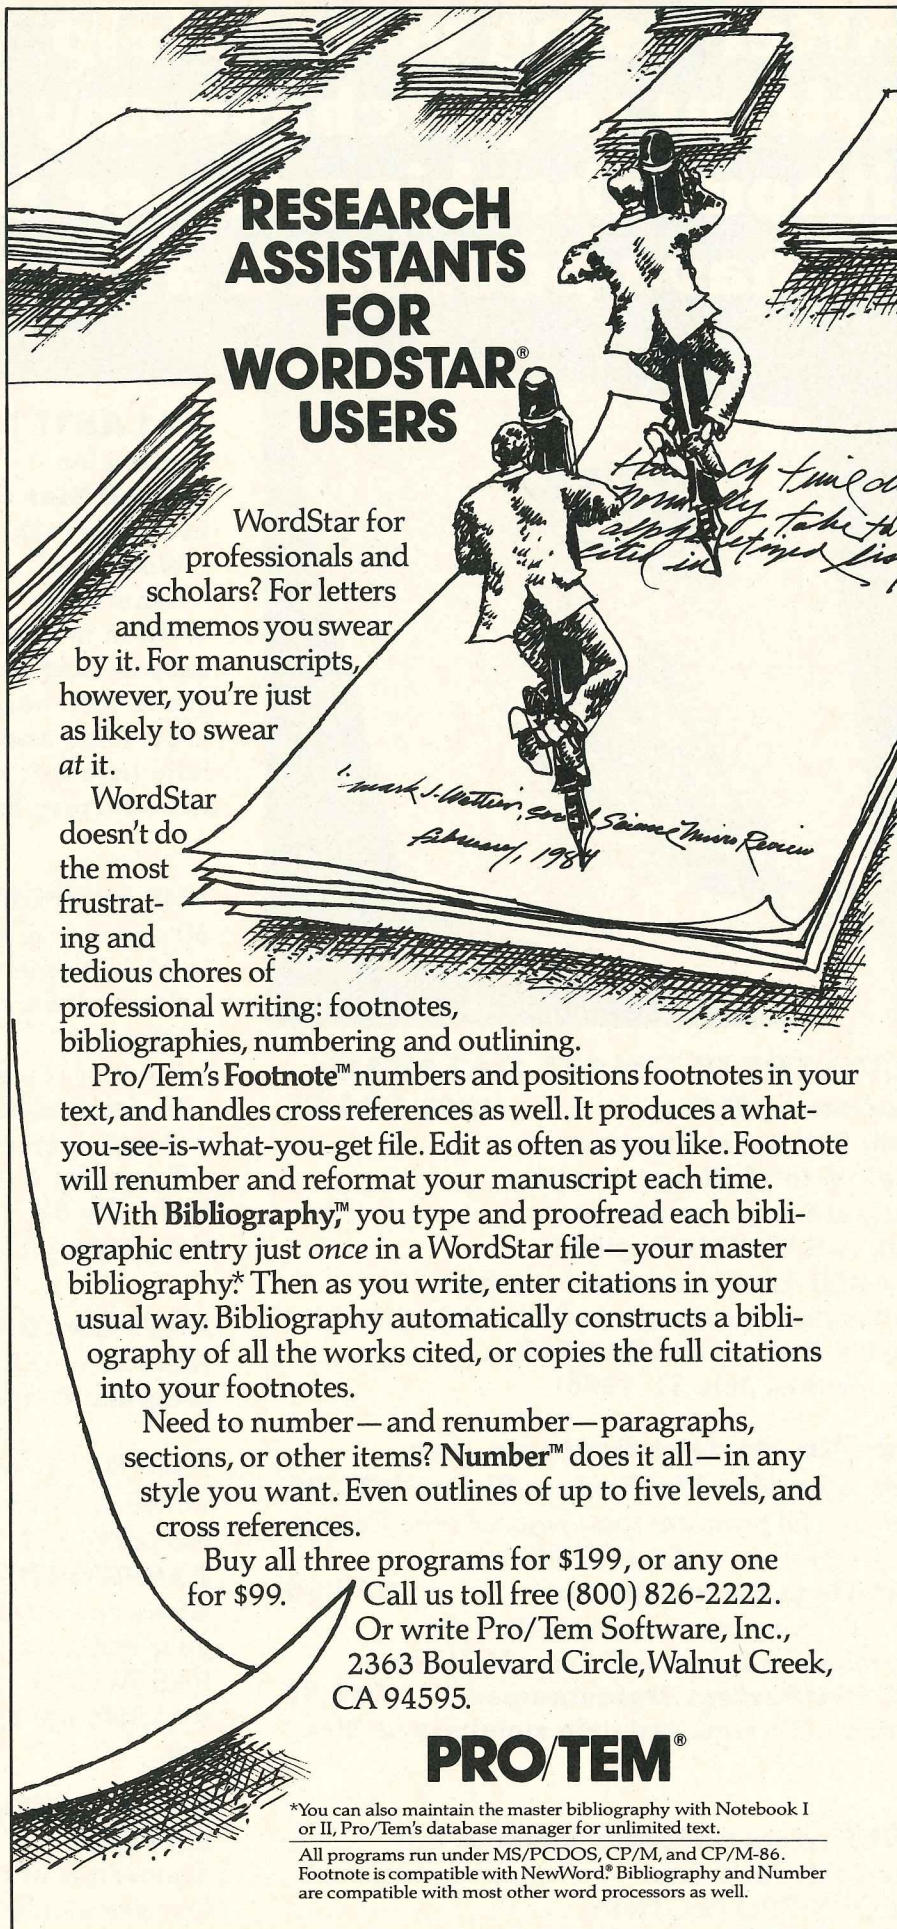 RESEARCH
ASSISTANTS
FOR
WORDSTAR®
USERS
time
take
cited in
WordStar for
professionals and
scholars? For letters
and memos you swear
by it. For manuscripts,
however, you're just
as likely to swear
at it.
1. Mark J.
Social Science Micro Review
February, 1984
WordStar
doesn't do
the most
frustrat-
ing and
tedious chores of
professional writing: footnotes,
bibliographies, numbering and outlining.
Pro/Tem's Footnote™ numbers and positions footnotes in your
text, and handles cross references as well. It produces a what-
you-see-is-what-you-get file. Edit as often as you like. Footnote
will renumber and reformat your manuscript each time.
With Bibliography,™ you type and proofread each bibli-
ographic entry just once in a WordStar file—your master
bibliography.* Then as you write, enter citations in your
usual way. Bibliography automatically constructs a bibli-
ography of all the works cited, or copies the full citations
into your footnotes.
Need to number—and renumber—paragraphs,
sections, or other items? Number™ does it all—in any
style you want. Even outlines of up to five levels, and
cross references.
Buy all three programs for $199, or any one
for $99. Call us toll free (800) 826-2222.
Or write Pro/Tem Software, Inc.,
2363 Boulevard Circle, Walnut Creek,
CA 94595.
PRO/TEM®
*You can also maintain the master bibliography with Notebook I
or II, Pro/Tem's database manager for unlimited text.
All programs run under MS/PCDOS, CP/M, and CP/M-86.
Footnote is compatible with NewWord.® Bibliography and Number
are compatible with most other word processors as well.